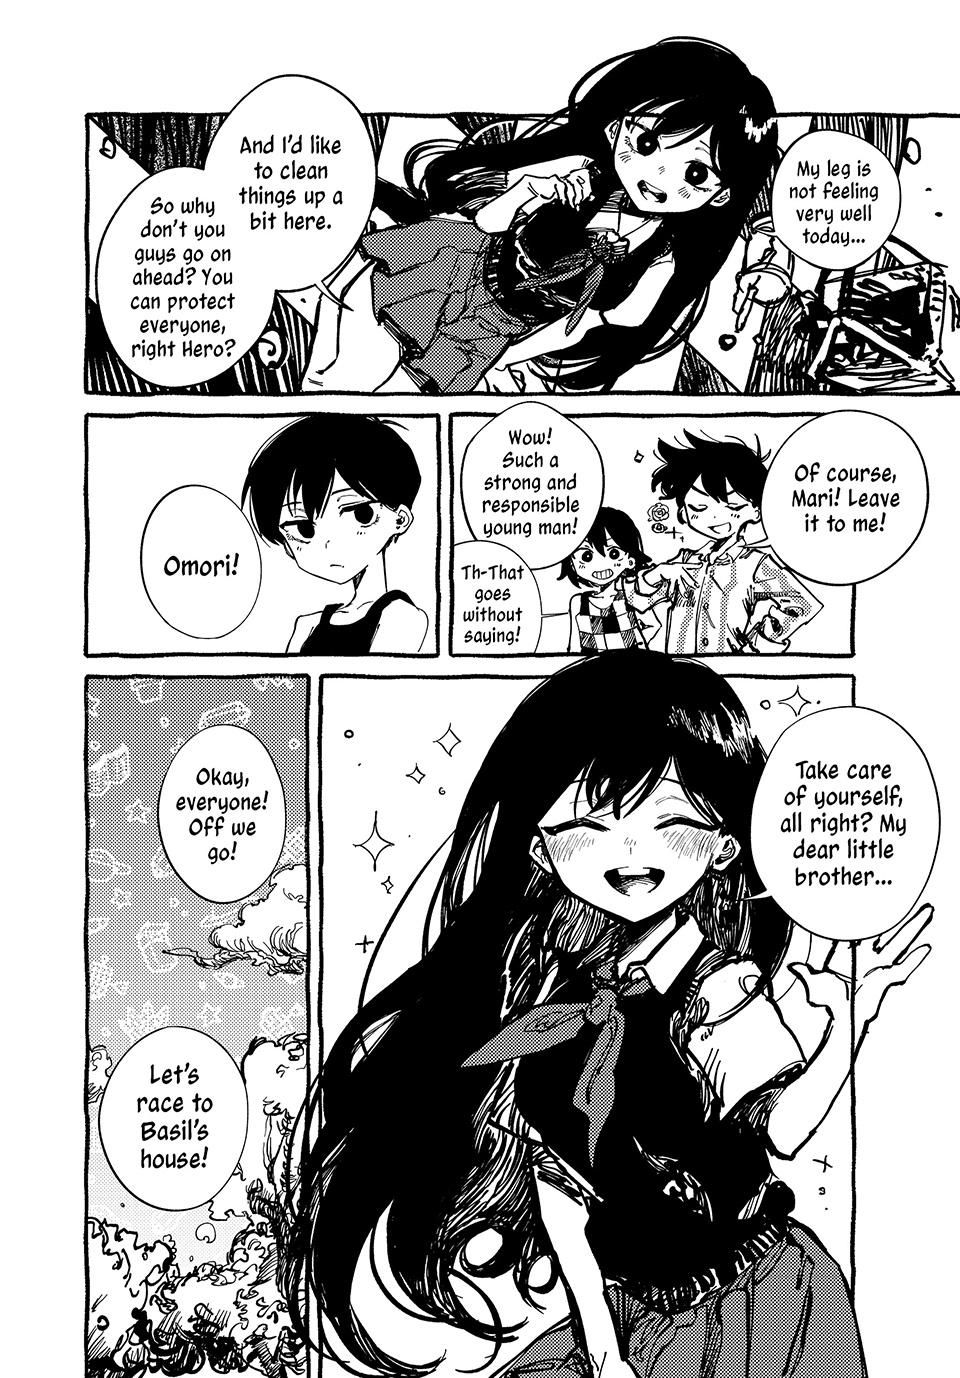 My leg is
not feeling
very well
today...
And I'd like
to clean
things up a
bit here.
So why
don't you
guys go on
ahead? You
can protect
everyone,
right Hero?
Of course,
Mari! Leave
it to me!
Wow!
Such a
strong and
responsible
young man!
Th-That
goes
without
saying!
Omori!
Take care
of yourself,
all right? My
dear little
brother...
Okay,
everyone!
Off we
go!
Let's
race to
Basil's
house!